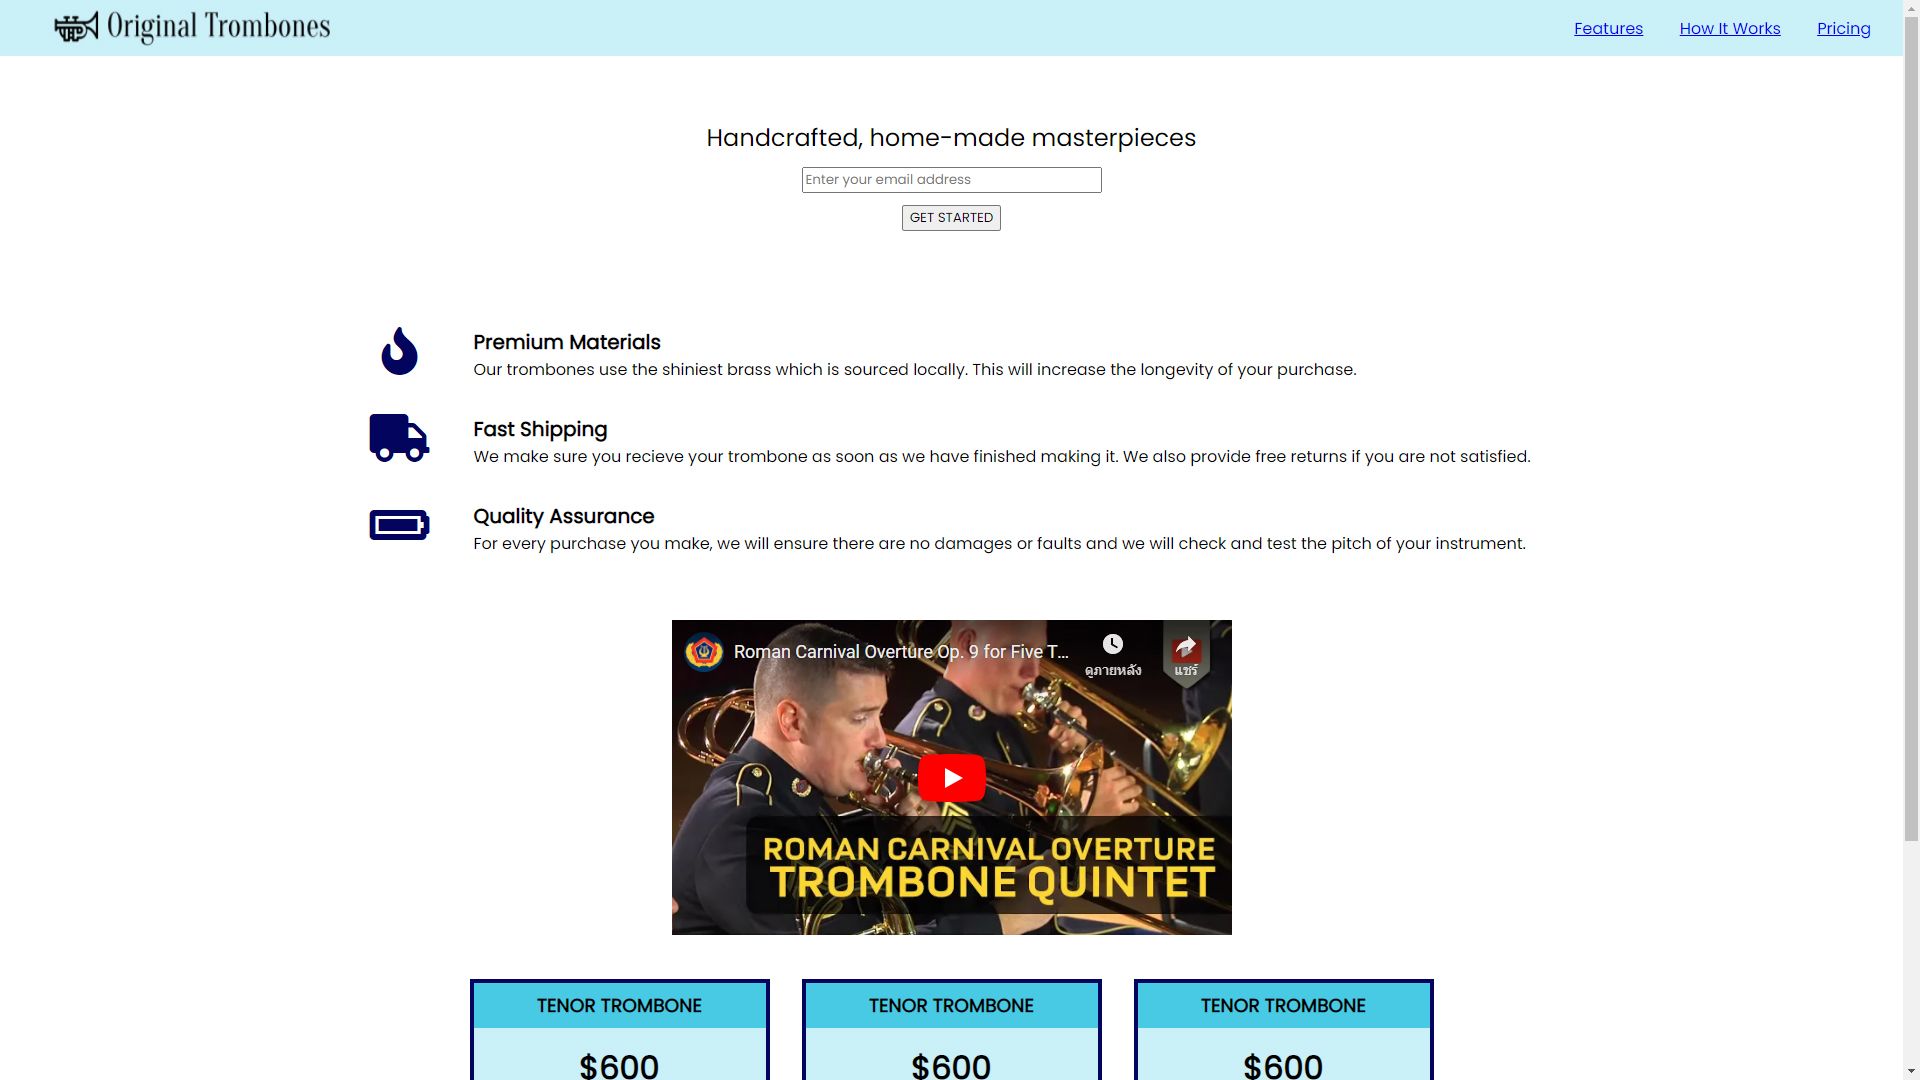 Original Trombones
Features
How It Works
Pricing
Handcrafted, home-made masterpieces
Enter your email address
GET STARTED
Premium Materials
Our trombones use the shiniest brass which is sourced locally. This will increase the longevity of your purchase.
Fast Shipping
We make sure you recieve your trombone as soon as we have finished making it. We also provide free returns if you are not satisfied.
Quality Assurance
For every purchase you make, we will ensure there are no damages or faults and we will check and test the pitch of your instrument.
Roman Carnival Overture Op. 9 for Five T...
ดูภายหลัง
แชร์
ROMAN CARNIVAL OVERTURE
TROMBONE QUINTET
TENOR TROMBONE
TENOR TROMBONE
TENOR TROMBONE
$600
$600
$600